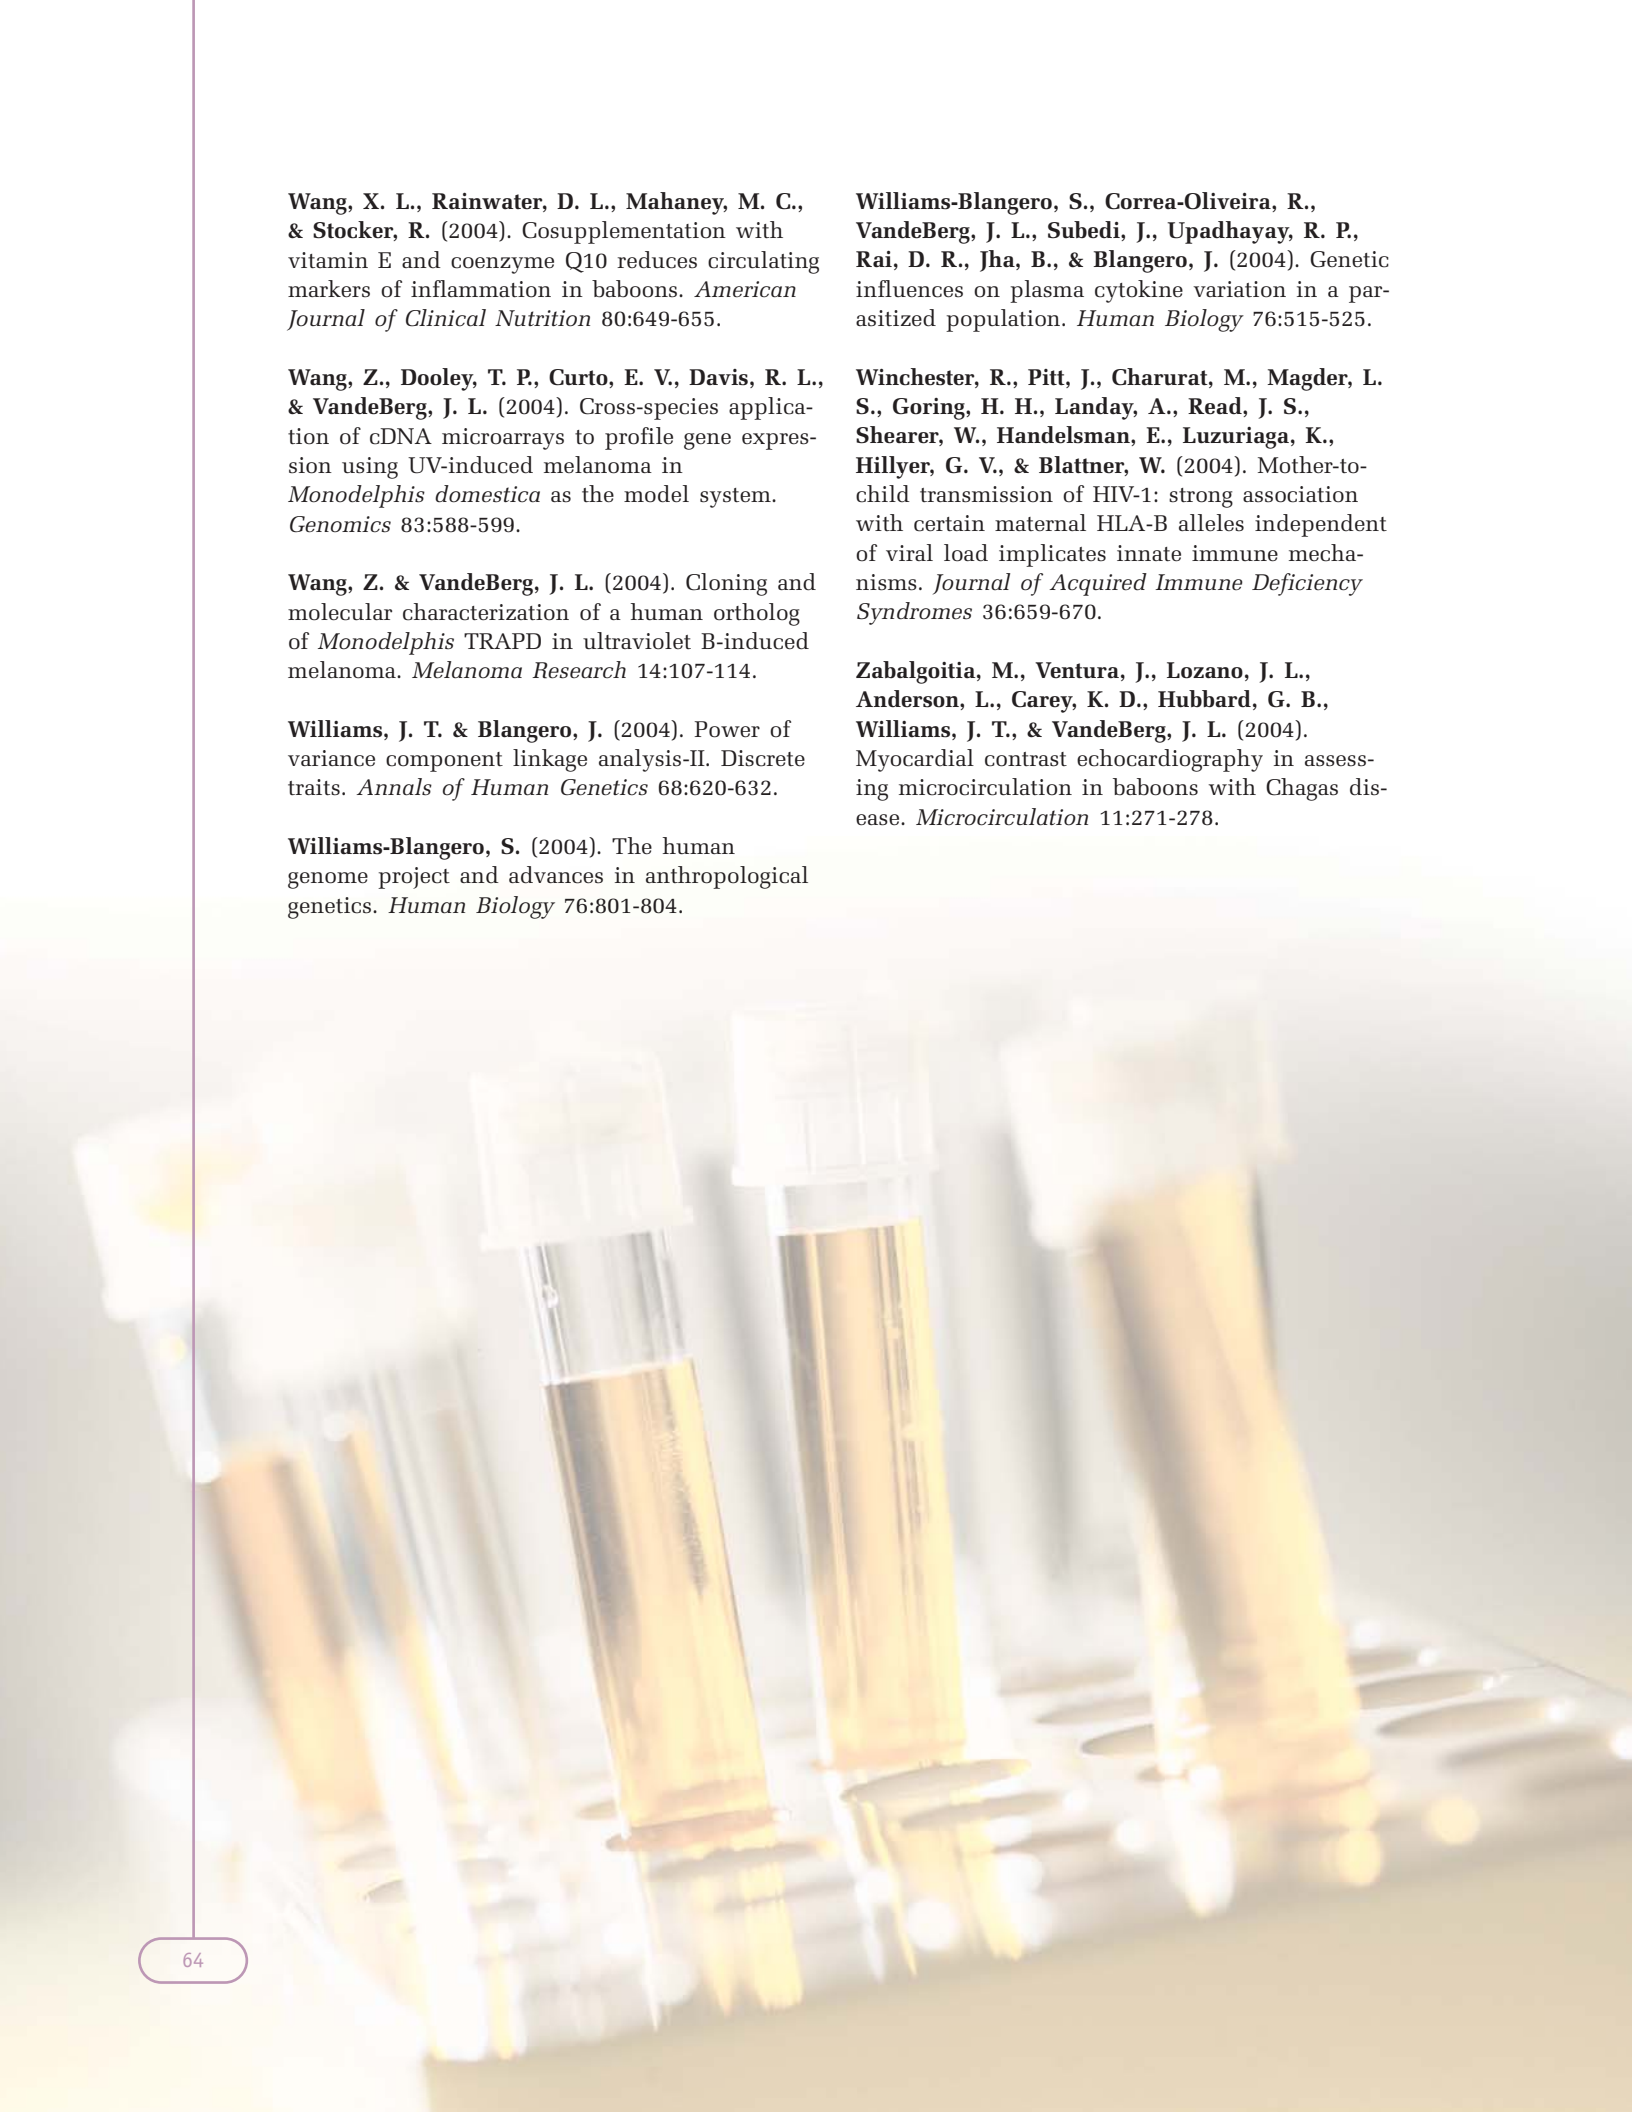 Wang, X. L., Rainwater, D. L., Mahaney, M. C.,
& Stocker, R. (2004). Cosupplementation with
vitamin E and coenzyme Q10 reduces circulating
markers of inflammation in baboons. American
Journal of Clinical Nutrition 80:649-655.

Wang, Z., Dooley, T. P., Curto, E. V., Davis, R. L.,
& VandeBerg, J. L. (2004). Cross-species applica-
tion of cDNA microarrays to profile gene expres-
sion using UV-induced melanoma in
Monodelphis domestica as the model system.
Genomics 83:588-599.

Wang, Z. & VandeBerg, J. L. (2004). Cloning and
molecular characterization of a human ortholog
of Monodelphis TRAPD in ultraviolet B-induced
melanoma. Melanoma Research 14:107-114.

Williams, J. T. & Blangero, J. (2004). Power of
variance component linkage analysis-II. Discrete
traits. Annals of Human Genetics 68:620-632.

Williams-Blangero, S. (2004). The human
genome project and advances in anthropological
genetics. Human Biology 76:801-804.

Williams-Blangero, S., Correa-Oliveira, R.,
VandeBerg, J. L., Subedi, J., Upadhayay, R. P.,
Rai, D. R., Jha, B., & Blangero, J. (2004). Genetic
influences on plasma cytokine variation in a par-
asitized population. Human Biology 76:515-525.

Winchester, R., Pitt, J., Charurat, M., Magder, L.
S., Goring, H. H., Landay, A., Read, J. S.,
Shearer, W., Handelsman, E., Luzuriaga, K.,
Hillyer, G. V., & Blattner, W. (2004). Mother-to-
child transmission of HIV-1: strong association
with certain maternal HLA-B alleles independent
of viral load implicates innate immune mecha-
nisms. Journal of Acquired Immune Deficiency
Syndromes 36:659-670.

Zabalgoitia, M., Ventura, J., Lozano, J. L.,
Anderson, L., Carey, K. D., Hubbard, G. B.,
Williams, J. T., & VandeBerg, J. L. (2004).
Myocardial contrast echocardiography in assess-
ing microcirculation in baboons with Chagas dis-
ease. Microcirculation 11:271-278.

64